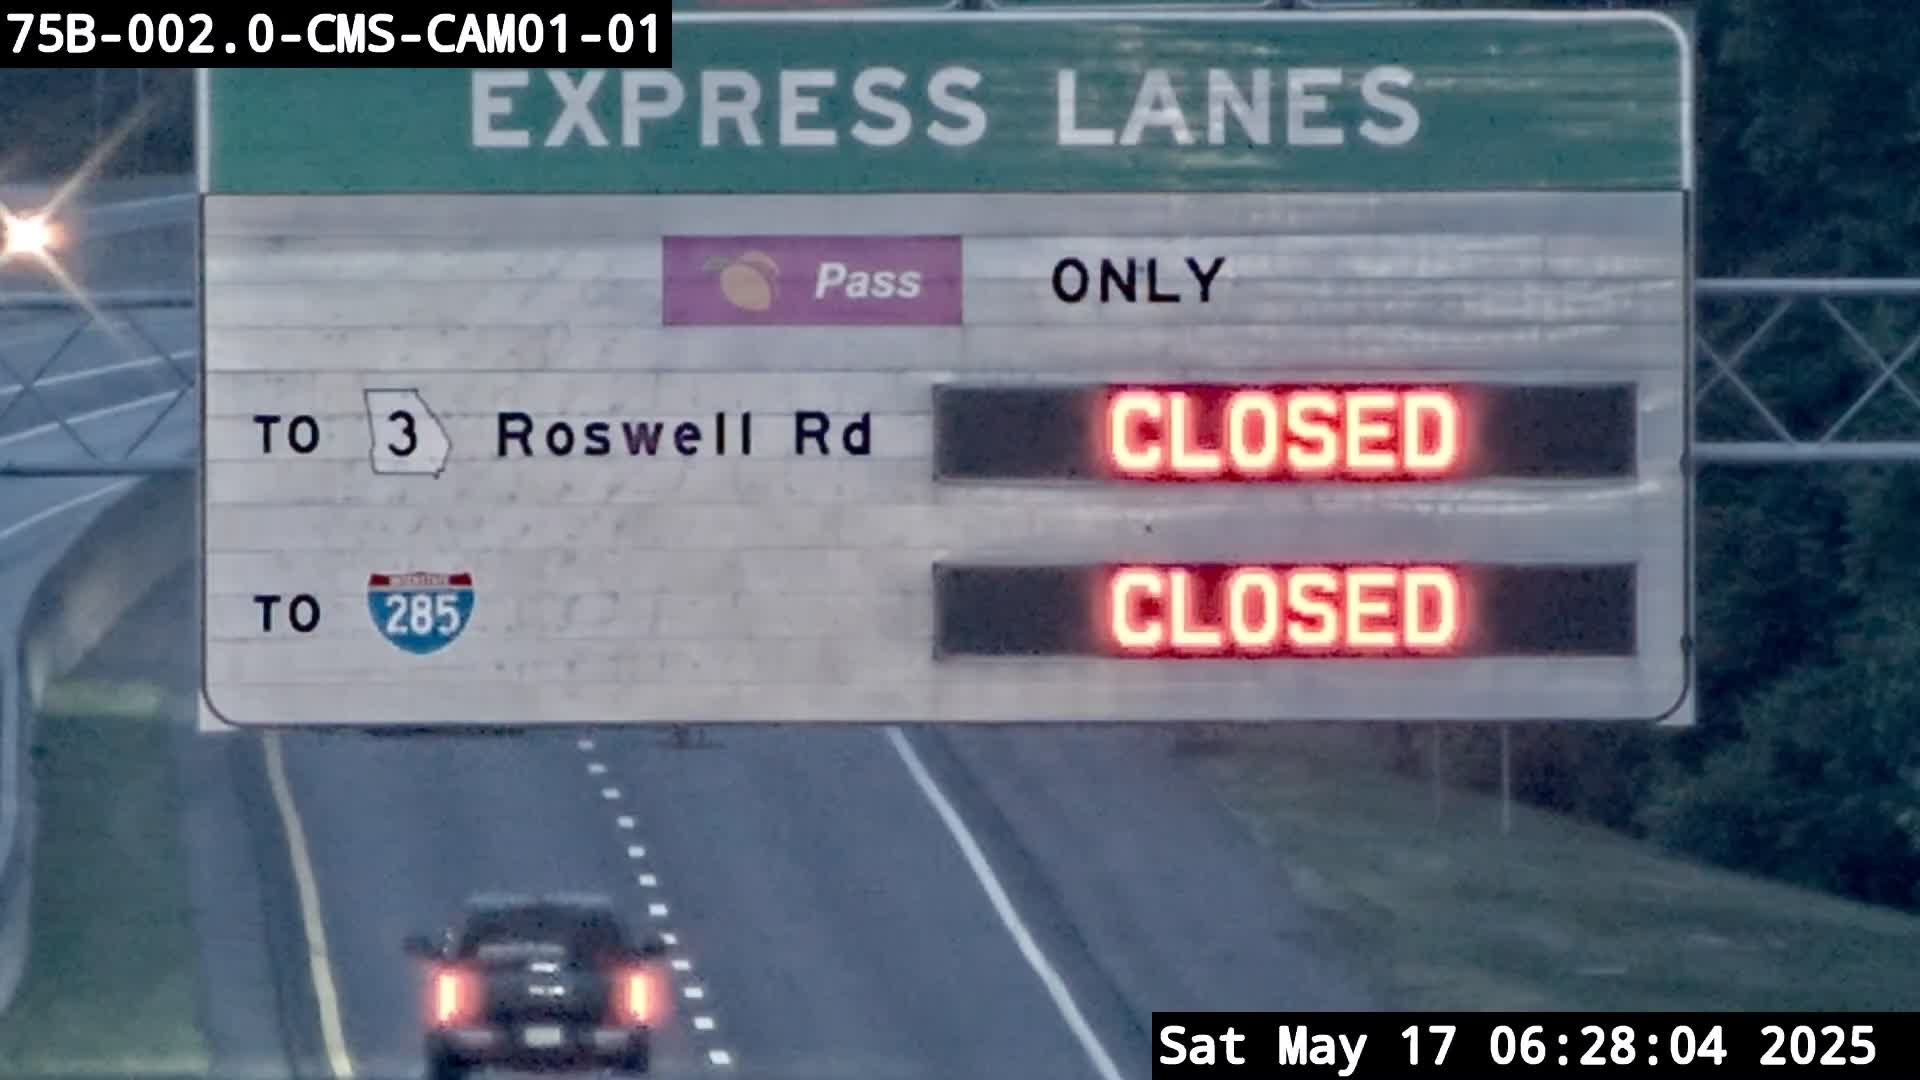 75B-002.0-CMS-CAM01-01
EXPRESS LANES
Pass ONLY
TO 3 Roswell Rd CLOSED
INTERSTATE
TO 285 CLOSED
Sat May 17 06:28:04 2025